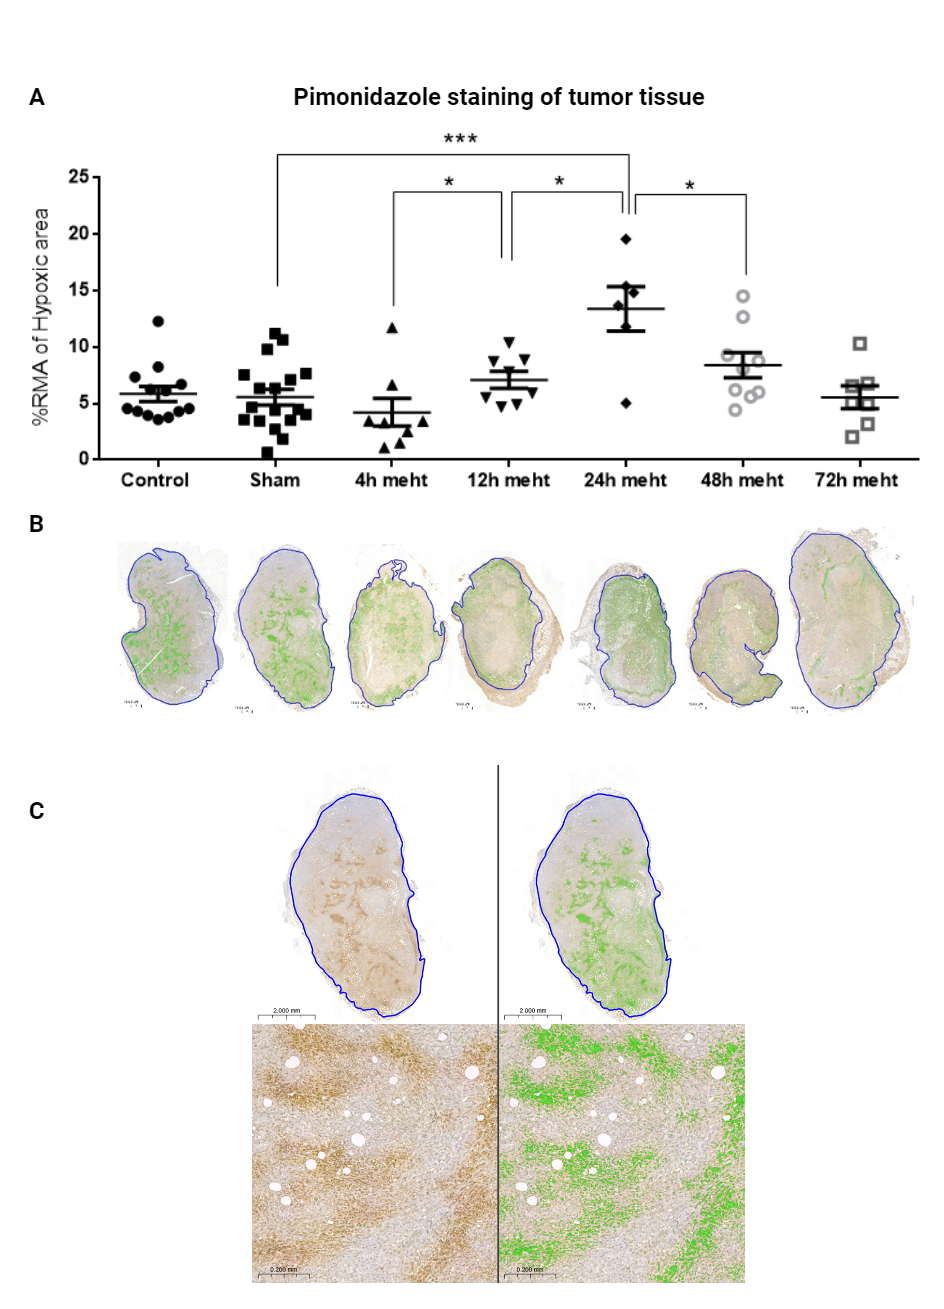 A
Pimonidazole staining of tumor tissue
***
* * *
%RMA of Hypoxic area
25
20
15
10
5
0
Control Sham 4h meht 12h meht 24h meht 48h meht 72h meht
B
C
2.000 mm 2.000 mm
0.200 mm 0.200 mm